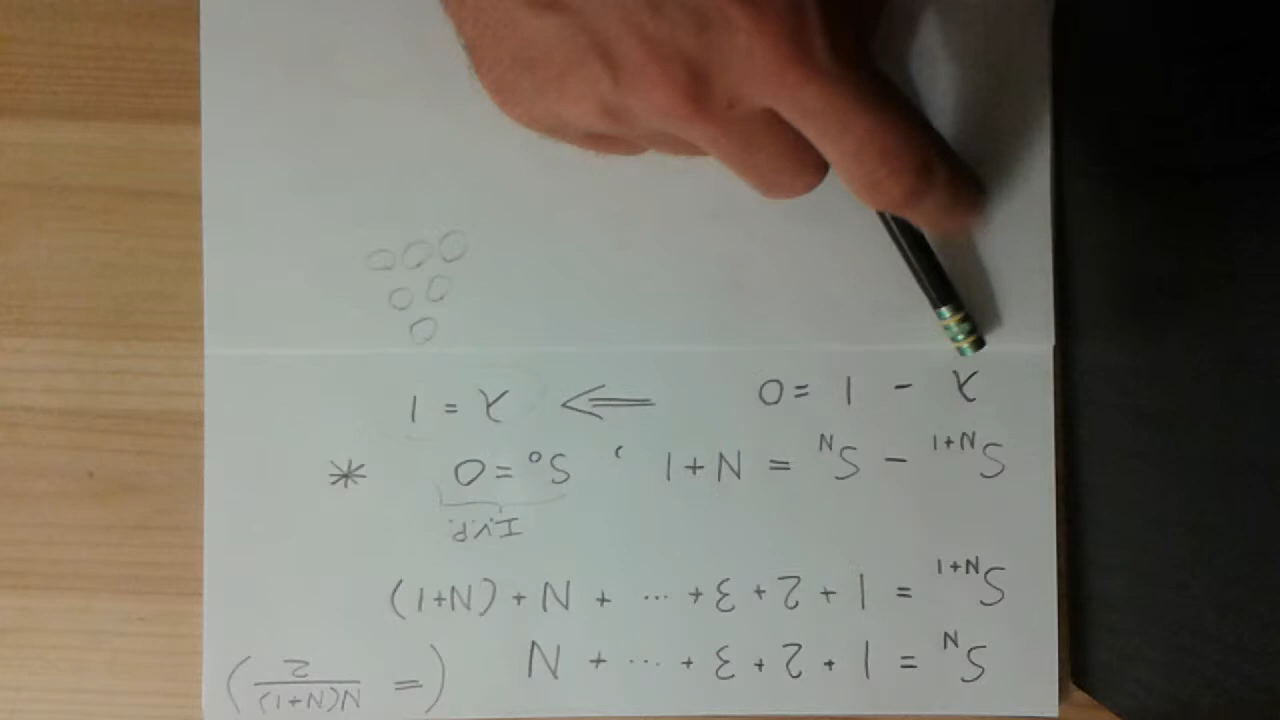 S_N = 1 + 2 + 3 + ... + N (= N(N+1)/2)
S_{N+1} = 1 + 2 + 3 + ... + N + (N+1)
I.V.P.
S_{N+1} - S_N = N+1 , S_0 = 0 *
λ - 1 = 0 ⟹ λ = 1